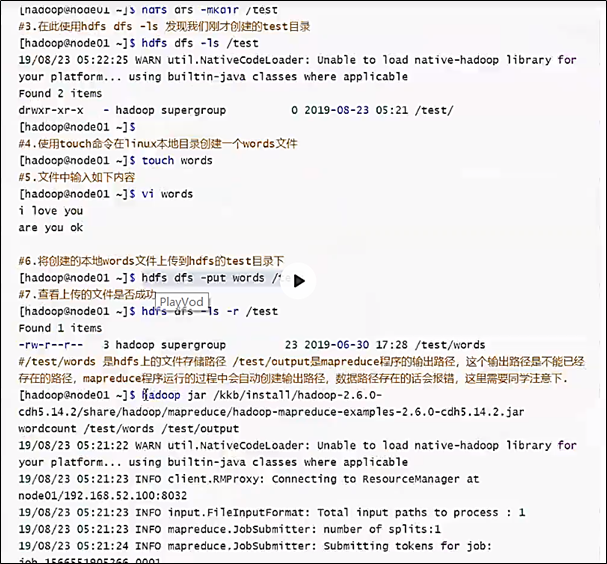 [hadoop@node01 ~]$ hdfs dfs -mkdir /test
#3.在此使用hdfs dfs -ls 发现我们刚才创建的test目录
[hadoop@node01 ~]$ hdfs dfs -ls /test
19/08/23 05:22:25 WARN util.NativeCodeLoader: Unable to load native-hadoop library for
your platform... using builtin-java classes where applicable
Found 2 items
drwxr-xr-x   - hadoop supergroup          0 2019-08-23 05:21 /test/
[hadoop@node01 ~]$
#4.使用touch命令在linux本地目录创建一个words文件
[hadoop@node01 ~]$ touch words
#5.文件中输入如下内容
[hadoop@node01 ~]$ vi words
i love you
are you ok
#6.将创建的本地words文件上传到hdfs的test目录下
[hadoop@node01 ~]$ hdfs dfs -put words /te
#7.查看上传的文件是否成功
PlayVod
[hadoop@node01 ~]$ hdfs dfs -ls -r /test
Found 1 items
-rw-r--r--   3 hadoop supergroup         23 2019-06-30 17:28 /test/words
#/test/words 是hdfs上的文件存储路径 /test/output是mapreduce程序的输出路径，这个输出路径是不能已经
存在的路径，mapreduce程序运行的过程中会自动创建输出路径，数据路径存在的话会报错，这里需要同学注意下.
[hadoop@node01 ~]$ hadoop jar /kkb/install/hadoop-2.6.0-
cdh5.14.2/share/hadoop/mapreduce/hadoop-mapreduce-examples-2.6.0-cdh5.14.2.jar
wordcount /test/words /test/output
19/08/23 05:21:22 WARN util.NativeCodeLoader: Unable to load native-hadoop library for
your platform... using builtin-java classes where applicable
19/08/23 05:21:23 INFO client.RMProxy: Connecting to ResourceManager at
node01/192.168.52.100:8032
19/08/23 05:21:23 INFO input.FileInputFormat: Total input paths to process : 1
19/08/23 05:21:23 INFO mapreduce.JobSubmitter: number of splits:1
19/08/23 05:21:24 INFO mapreduce.JobSubmitter: Submitting tokens for job: